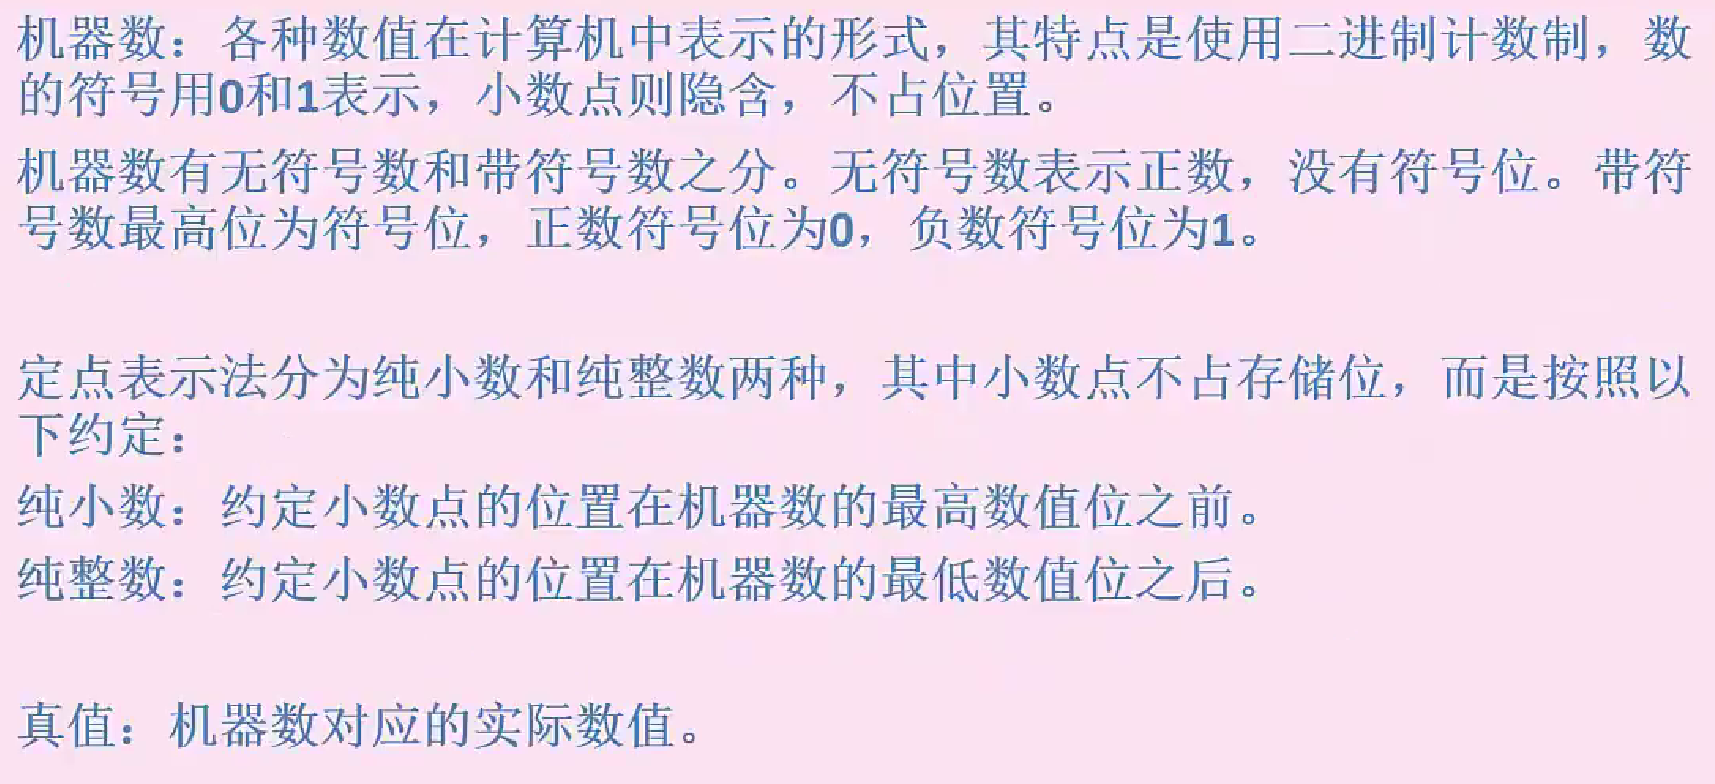 机器数：各种数值在计算机中表示的形式，其特点是使用二进制计数制，数
的符号用0和1表示，小数点则隐含，不占位置。
机器数有无符号数和带符号数之分。无符号数表示正数，没有符号位。带符
号数最高位为符号位，正数符号位为0，负数符号位为1。
定点表示法分为纯小数和纯整数两种，其中小数点不占存储位，而是按照以
下约定：
纯小数：约定小数点的位置在机器数的最高数值位之前。
纯整数：约定小数点的位置在机器数的最低数值位之后。
真值：机器数对应的实际数值。